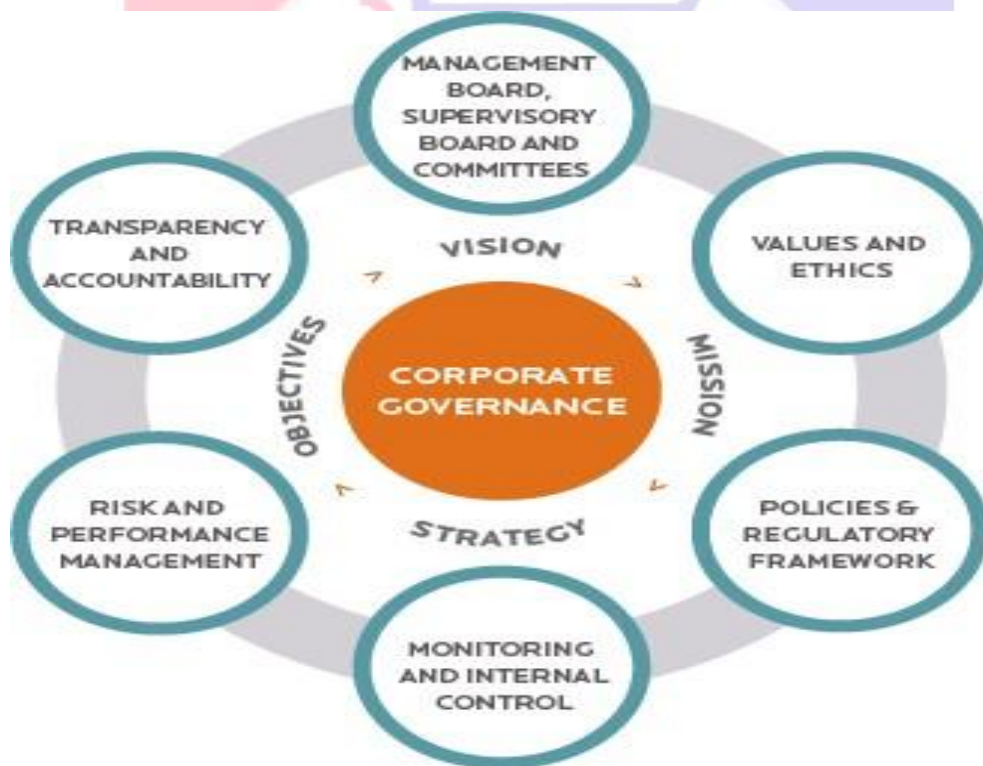 MANAGEMENT
BOARD,
SUPERVISORY
BOARD AND
COMMITTEES
TRANSPARENCY
AND
ACCOUNTABILITY
VISION
VALUES AND
ETHICS
OBJECTIVES
CORPORATE
GOVERNANCE
MISSION
RISK AND
PERFORMANCE
MANAGEMENT
STRATEGY
POLICIES &
REGULATORY
FRAMEWORK
MONITORING
AND INTERNAL
CONTROL